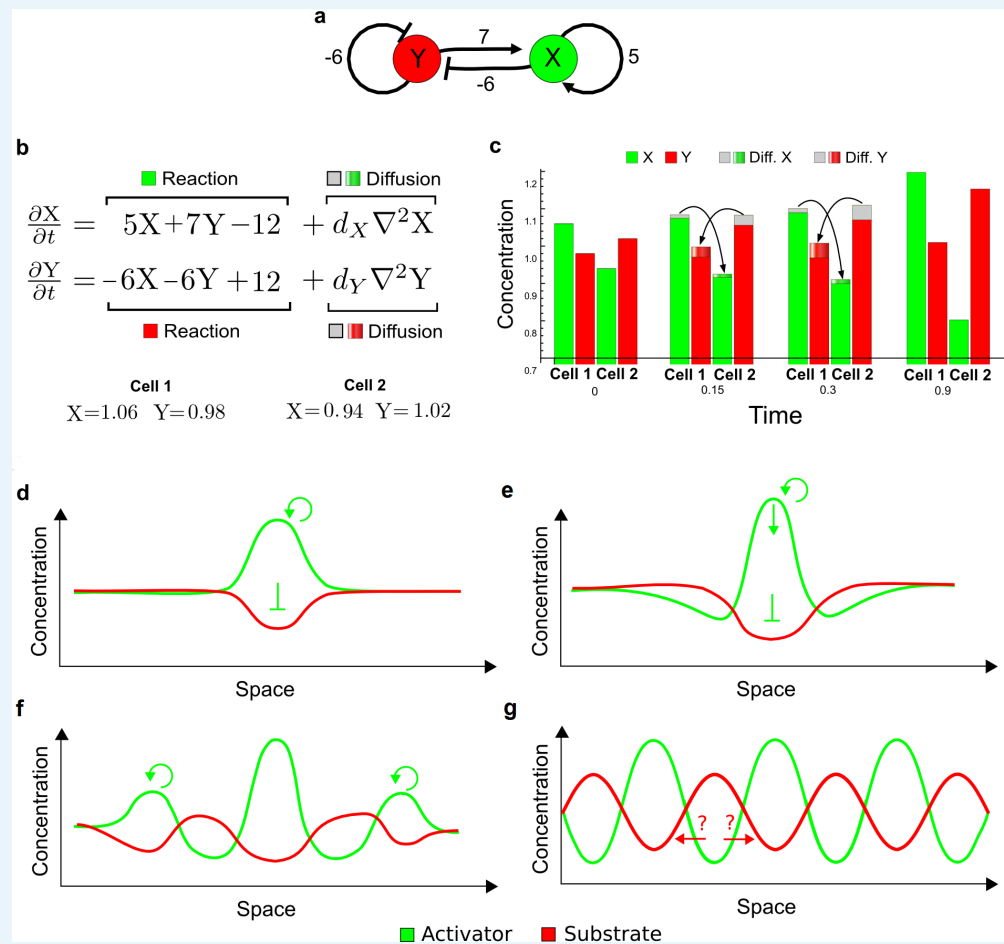 a
-6
Y
7
-6
X
5
b
Reaction
Diffusion
∂X/∂t = 5X+7Y-12 + d_X ∇²X
∂Y/∂t = -6X-6Y+12 + d_Y ∇²Y
Reaction
Diffusion
Cell 1
X=1.06 Y=0.98
Cell 2
X=0.94 Y=1.02
c
X Y Diff. X Diff. Y
Concentration
1.2
1.1
1.0
0.9
0.8
0.7
Cell 1 Cell 2 Cell 1 Cell 2 Cell 1 Cell 2 Cell 1 Cell 2
0 0.15 0.3 0.9
Time
d
Concentration
Space
e
Concentration
Space
f
Concentration
Space
g
Concentration
? ?
Space
Activator Substrate